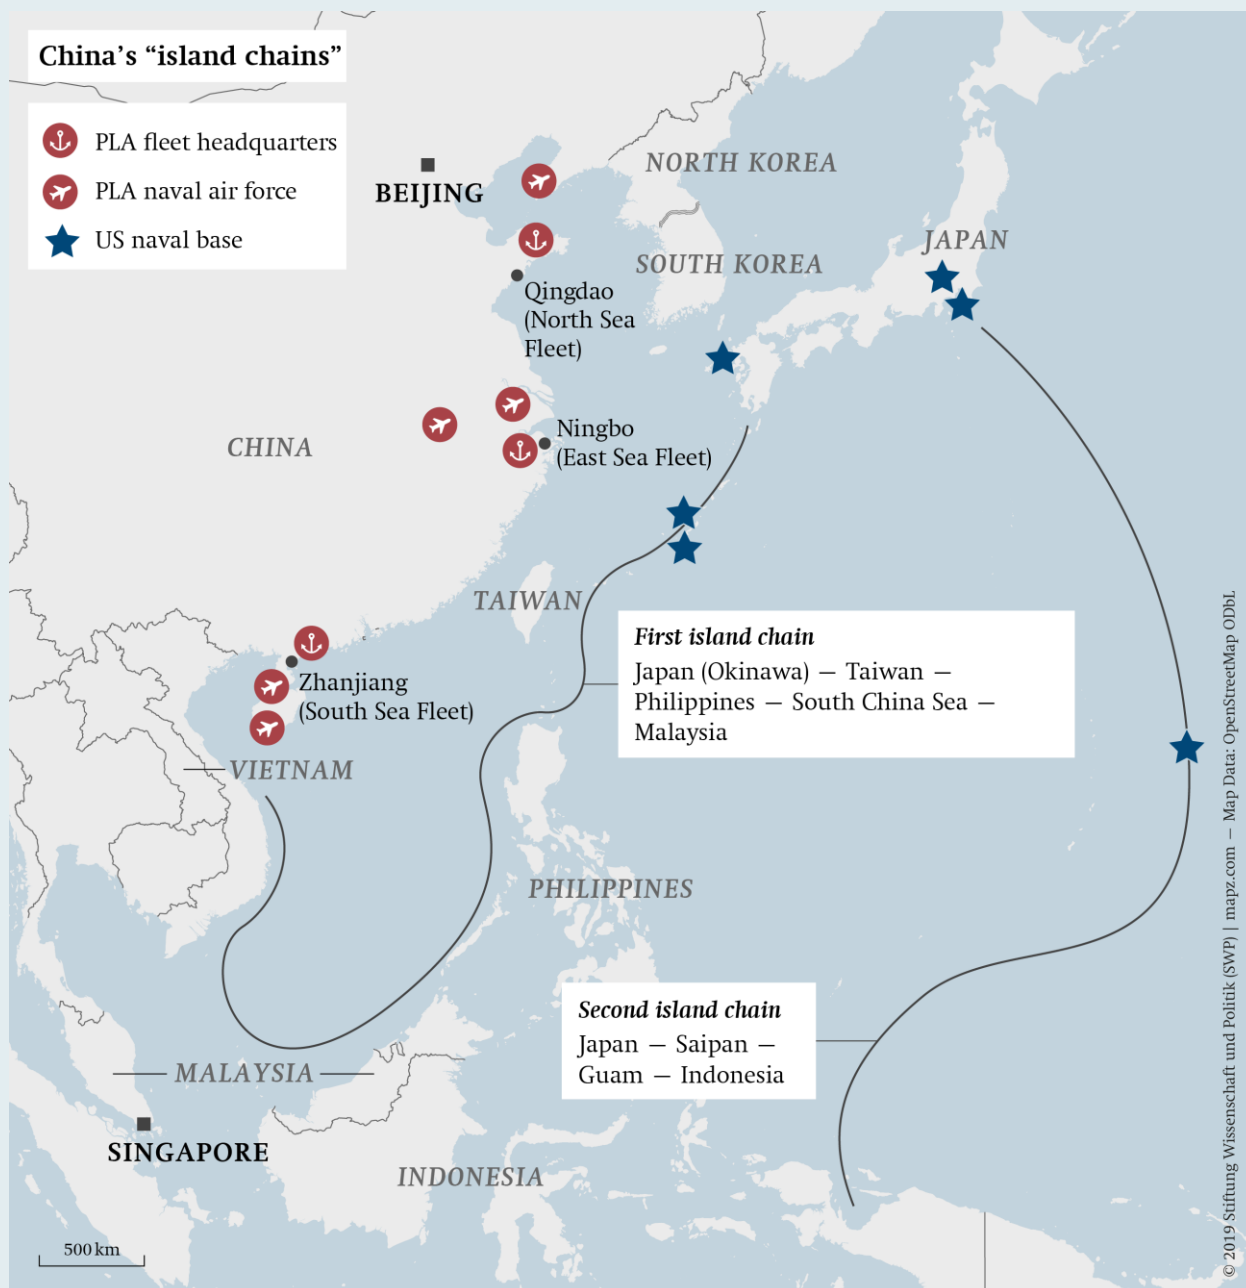 China's “island chains”
PLA fleet headquarters
PLA naval air force
US naval base
BEIJING
NORTH KOREA
SOUTH KOREA
JAPAN
Qingdao
(North Sea
Fleet)
CHINA
Ningbo
(East Sea Fleet)
TAIWAN
First island chain
Japan (Okinawa) — Taiwan —
Philippines — South China Sea —
Malaysia
Zhanjiang
(South Sea Fleet)
VIETNAM
PHILIPPINES
Second island chain
Japan — Saipan —
Guam — Indonesia
MALAYSIA
SINGAPORE
INDONESIA
500 km
© 2019 Stiftung Wissenschaft und Politik (SWP) | mapz.com — Map Data: OpenStreetMap ODbL